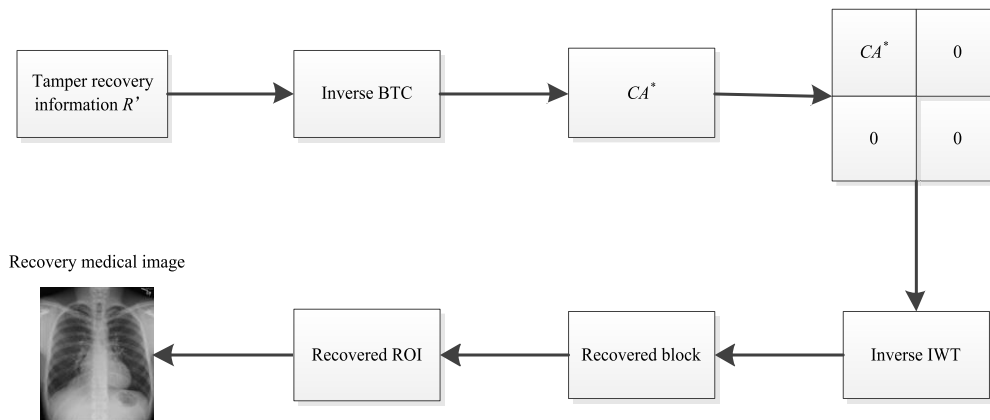 Tamper recovery
information R’
Inverse BTC
CA*
CA* 0
0 0
Recovery medical image
Recovered ROI
Recovered block
Inverse IWT